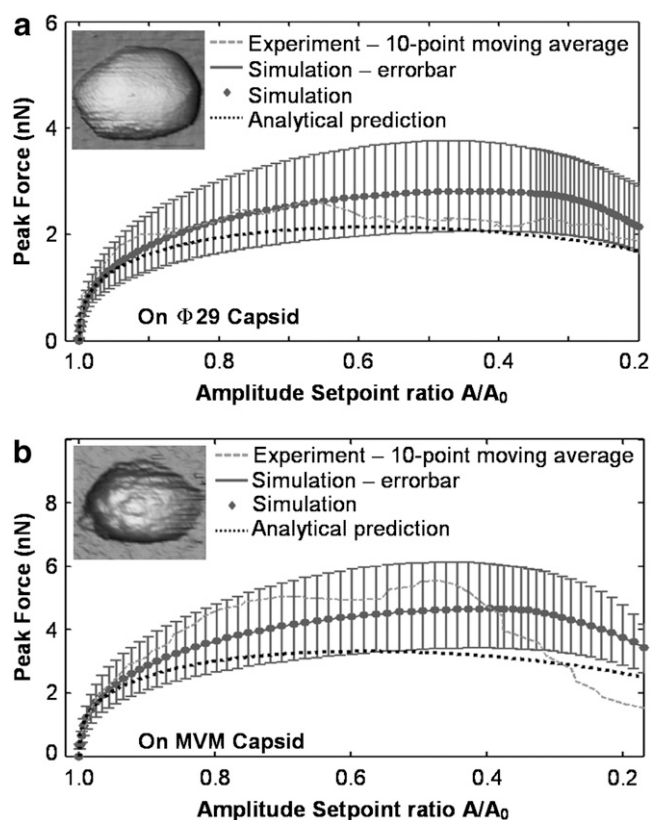 a
6
Experiment – 10-point moving average
Simulation – errorbar
Simulation
Analytical prediction
4
2
0
Peak Force (nN)
On Φ29 Capsid
1.0 0.8 0.6 0.4 0.2
Amplitude Setpoint ratio A/A₀
b
Experiment – 10-point moving average
Simulation – errorbar
Simulation
Analytical prediction
8
6
4
2
0
Peak Force (nN)
On MVM Capsid
1.0 0.8 0.6 0.4 0.2
Amplitude Setpoint ratio A/A₀